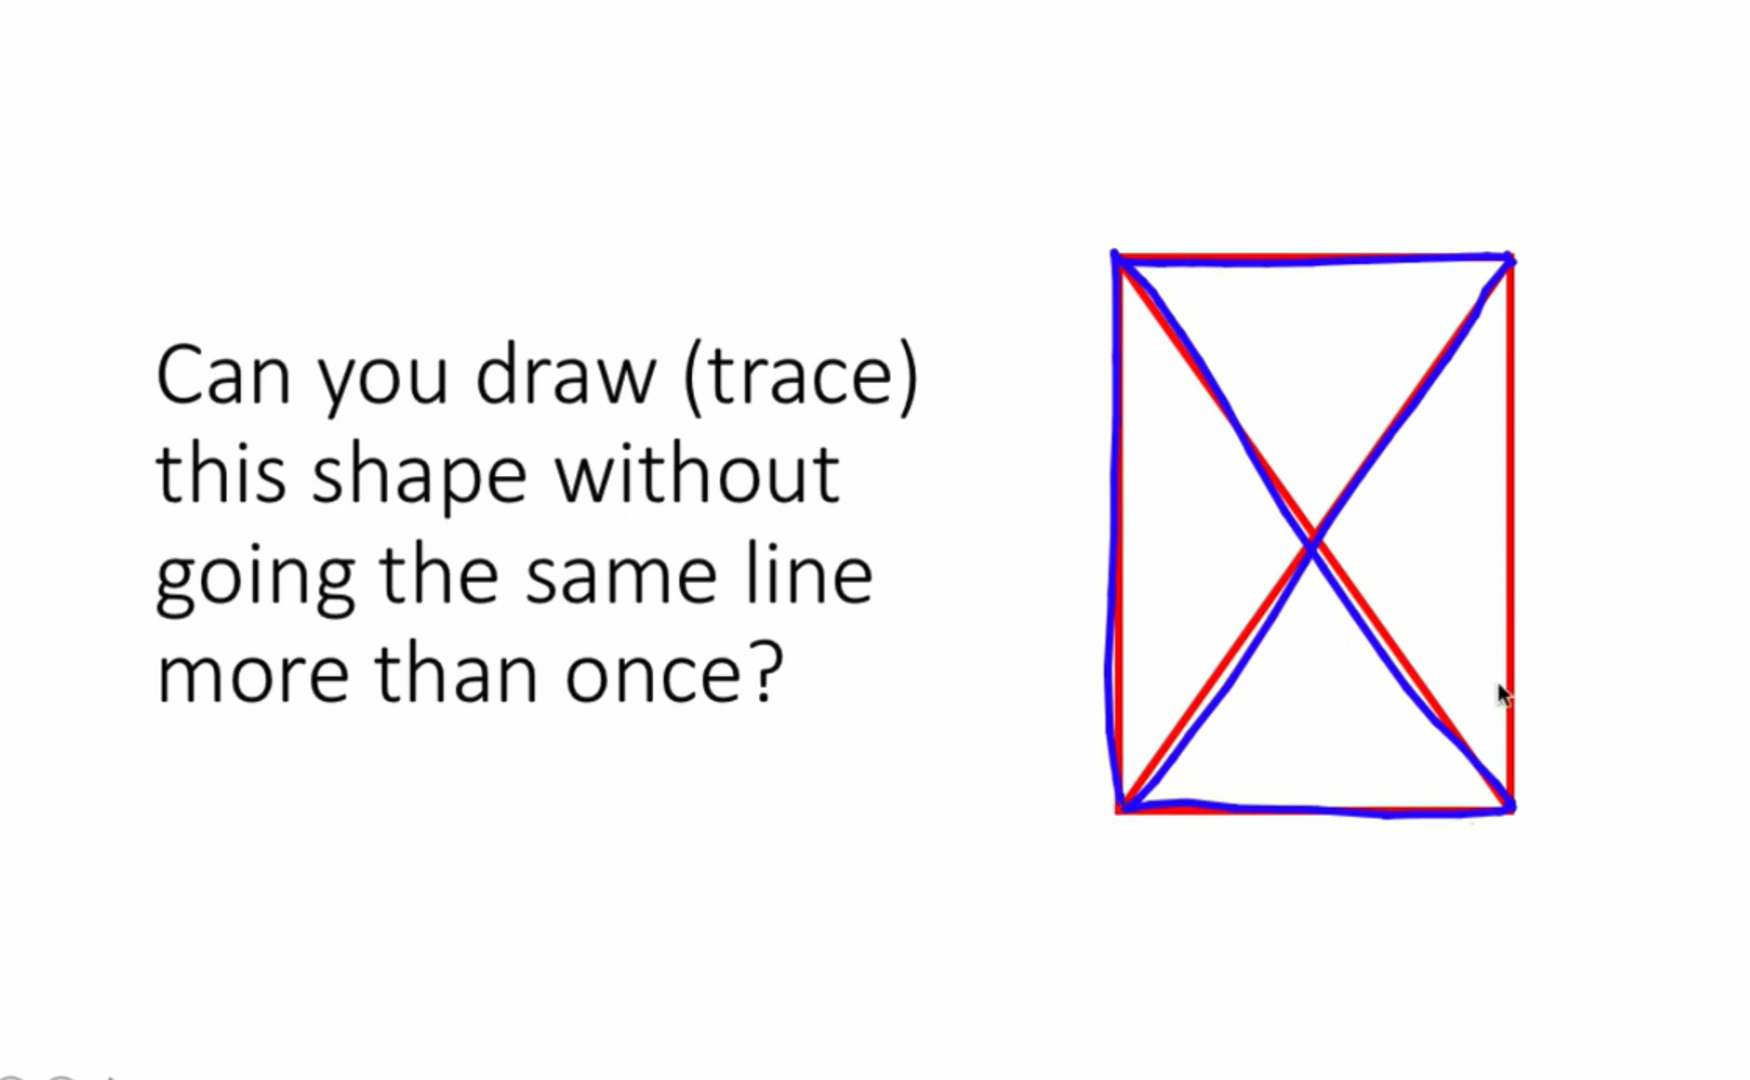 Can you draw (trace)
this shape without
going the same line
more than once?